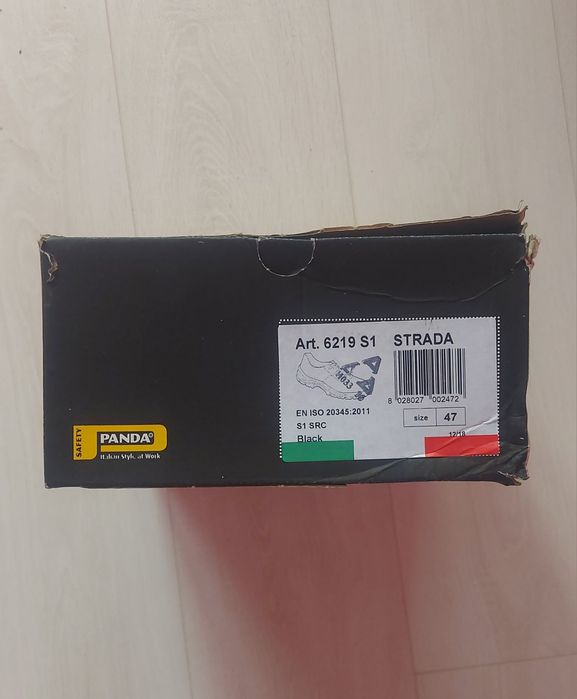 Art. 6219 S1 STRADA
8 028027 002472
EN ISO 20345:2011
size 47
S1 SRC
12/18
Black
SAFETY
PANDA®
Italian Style at Work